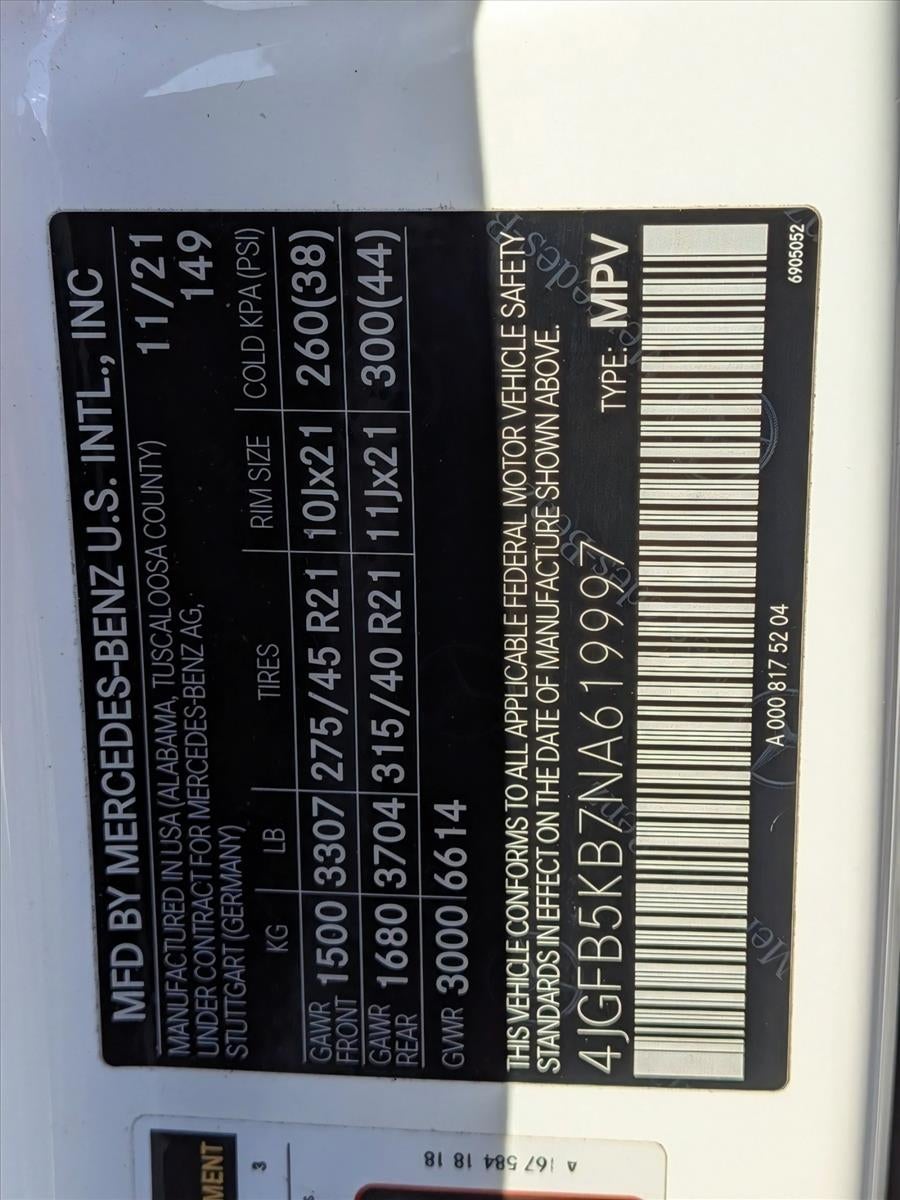 MFD BY MERCEDES-BENZ U.S. INTL., INC
MANUFACTURED IN USA (ALABAMA, TUSCALOOSA COUNTY) 11/21
UNDER CONTRACT FOR MERCEDES-BENZ AG, 149
STUTTGART (GERMANY)
KG LB TIRES RIM SIZE COLD KPA (PSI)
GAWR FRONT 1500 3307 275/45 R21 10Jx21 260(38)
GAWR REAR 1680 3704 315/40 R21 11Jx21 300(44)
GVWR 3000 6614
THIS VEHICLE CONFORMS TO ALL APPLICABLE FEDERAL MOTOR VEHICLE SAFETY
STANDARDS IN EFFECT ON THE DATE OF MANUFACTURE SHOWN ABOVE.
4JGFB5KB7NA619997 TYPE: MPV
A 000 817 52 04 6905052
MENT
3
A 167 584 18 18